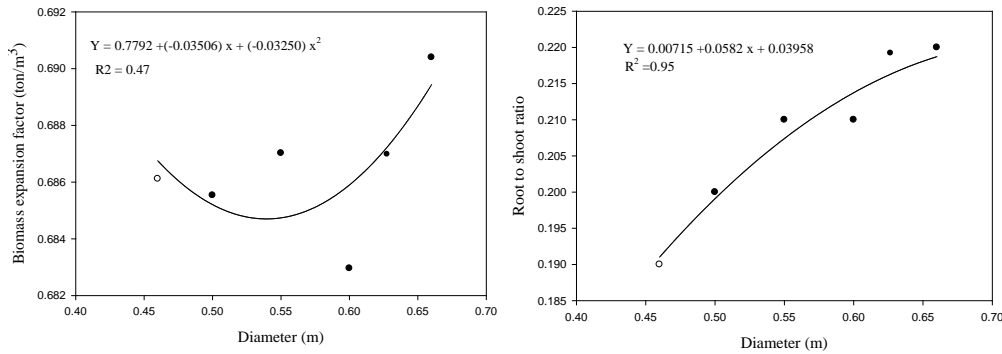 0.692
0.690
0.688
0.686
0.684
0.682
Biomass expansion factor (ton/m3)
Y = 0.7792 +(-0.03506) x + (-0.03250) x2
R2 = 0.47
0.40 0.45 0.50 0.55 0.60 0.65 0.70
Diameter (m)
0.225
0.220
0.215
0.210
0.205
0.200
0.195
0.190
0.185
Root to shoot ratio
Y = 0.00715 +0.0582 x + 0.03958
R2 =0.95
0.40 0.45 0.50 0.55 0.60 0.65 0.70
Diameter (m)